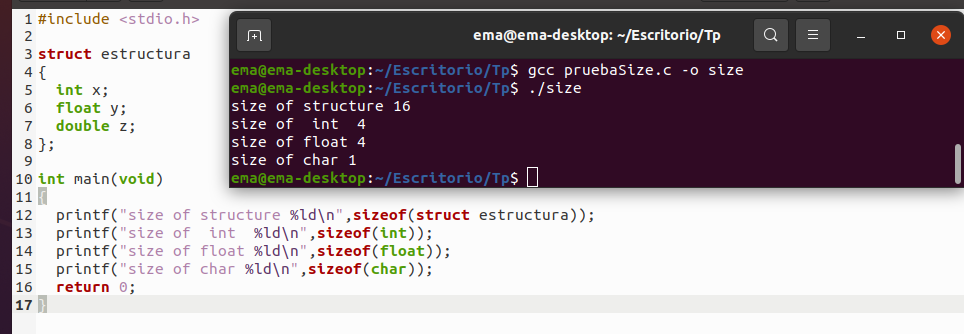 1 #include <stdio.h>
2
3 struct estructura
4 {
5   int x;
6   float y;
7   double z;
8 };
9
10 int main(void)
11 {
12   printf("size of structure %ld\n",sizeof(struct estructura));
13   printf("size of  int  %ld\n",sizeof(int));
14   printf("size of float %ld\n",sizeof(float));
15   printf("size of char %ld\n",sizeof(char));
16   return 0;
17 }
ema@ema-desktop: ~/Escritorio/Tp
ema@ema-desktop:~/Escritorio/Tp$ gcc pruebaSize.c -o size
ema@ema-desktop:~/Escritorio/Tp$ ./size
size of structure 16
size of  int  4
size of float 4
size of char 1
ema@ema-desktop:~/Escritorio/Tp$